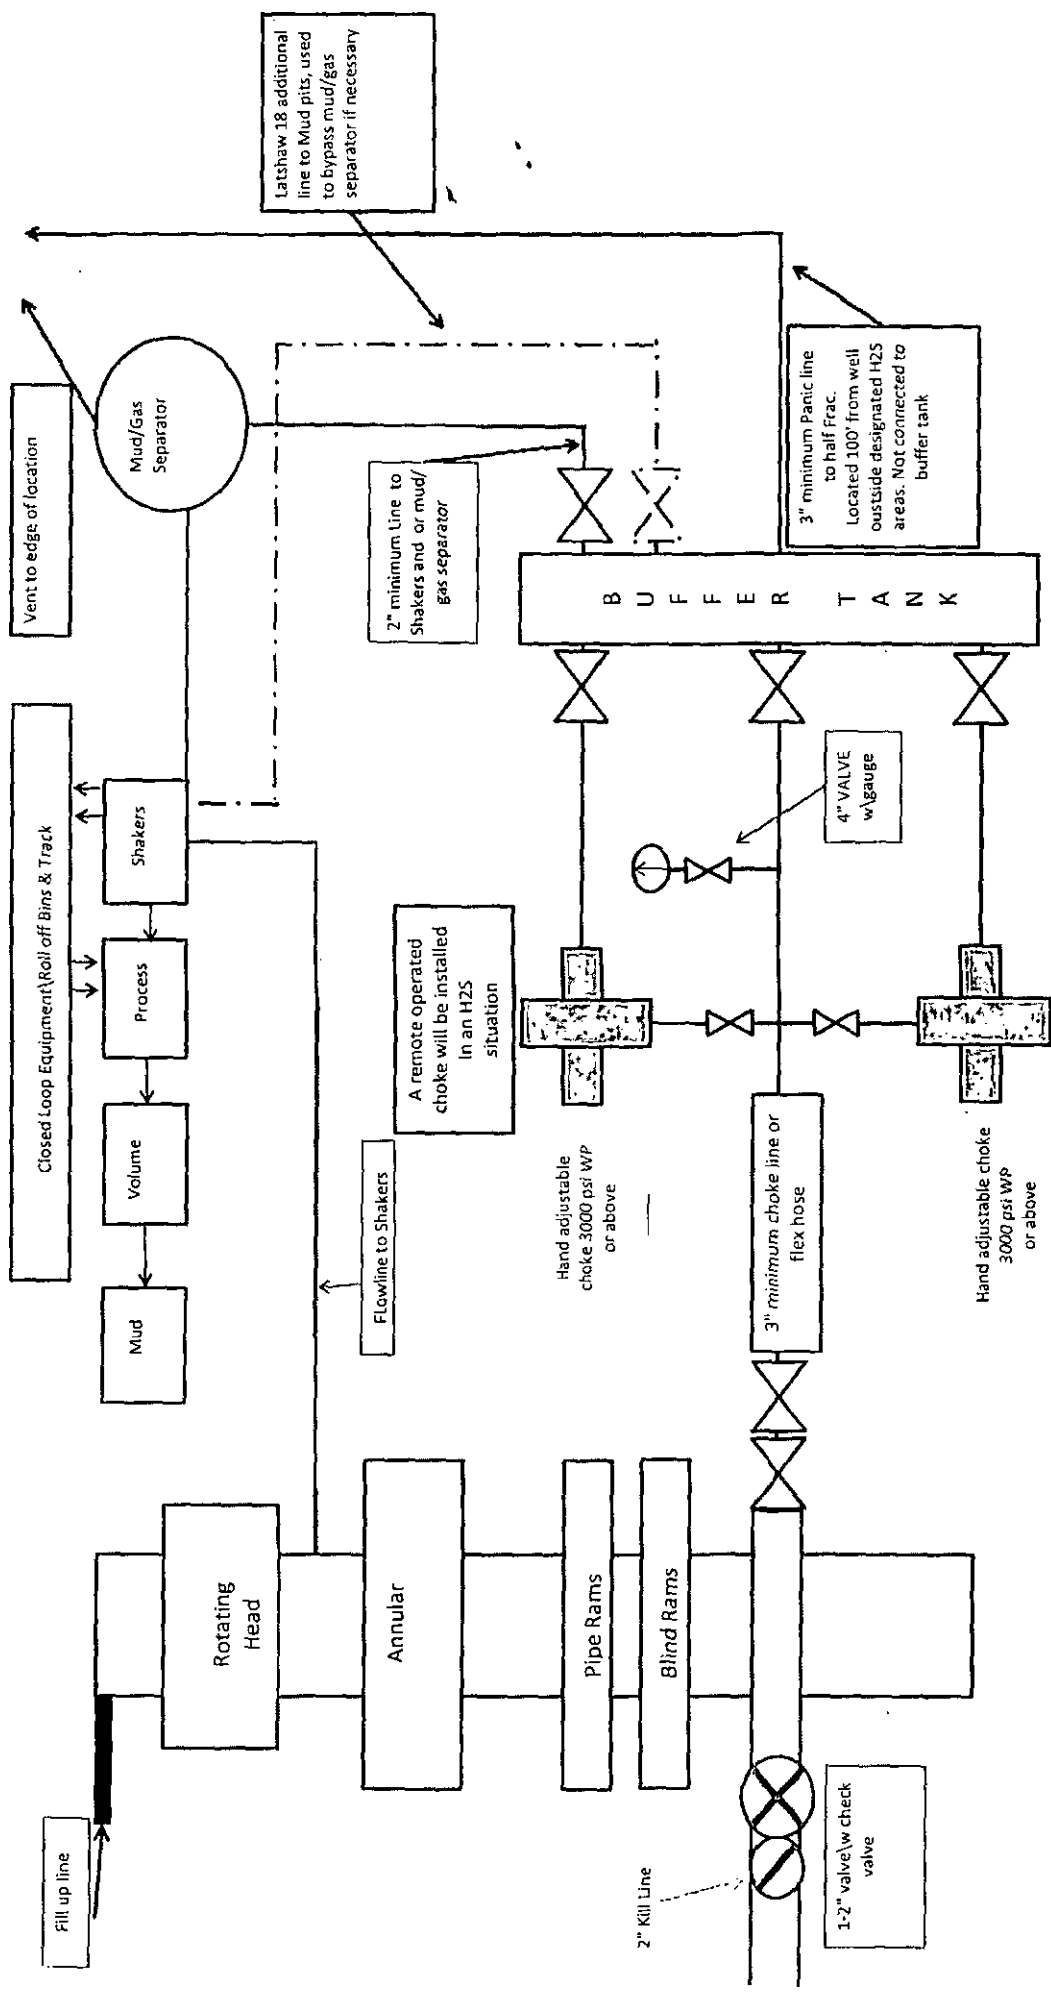 Fill up line
Rotating
Head
Annular
Pipe Rams
Blind Rams
2" Kill Line
1-2" valve\w check
valve
Closed Loop Equipment\Roll off Bins & Track
Mud
Volume
Process
Shakers
Flowline to Shakers
Vent to edge of location
Mud/Gas
Separator
Latshaw 18 additional
line to Mud pits, used
to bypass mud/gas
separator if necessary
2" minimum Line to
Shakers and or mud/
gas separator
A remote operated
choke will be installed
In an H2S
situation
Hand adjustable
choke 3000 psi WP
or above
4" VALVE
w\gauge
3" minimum choke line or
flex hose
BUFFER TANK
3" minimum Panic line
to half Frac.
Located 100' from well
oustside designated H2S
areas. Not connected to
buffer tank
Hand adjustable choke
3000 psi WP
or above